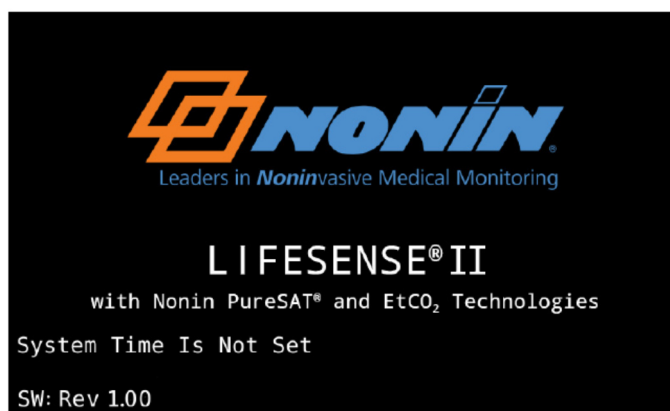 NONIN®
Leaders in Noninvasive Medical Monitoring
LIFESENSE® II
with Nonin PureSAT® and EtCO₂ Technologies
System Time Is Not Set
SW: Rev 1.00